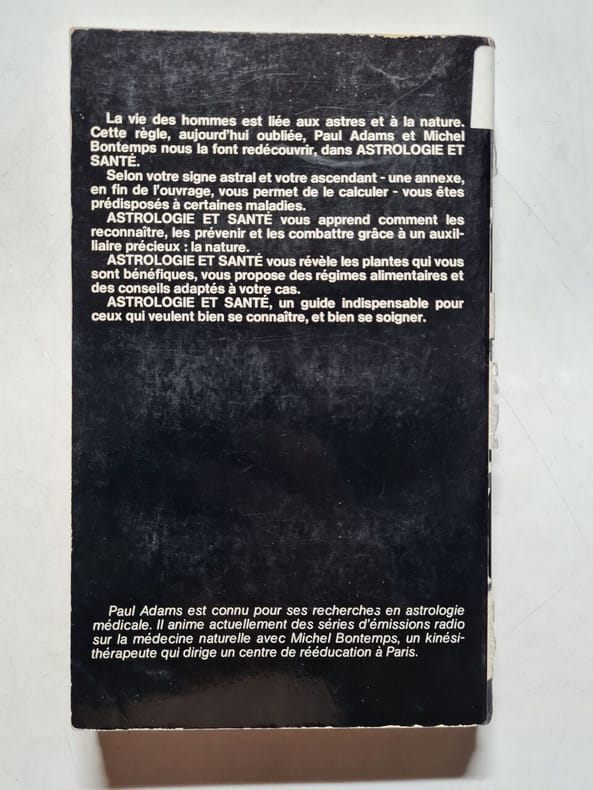 La vie des hommes est liée aux astres et à la nature.
Cette règle, aujourd'hui oubliée, Paul Adams et Michel
Bontemps nous la font redécouvrir, dans ASTROLOGIE ET
SANTÉ.
Selon votre signe astral et votre ascendant - une annexe,
en fin de l'ouvrage, vous permet de le calculer - vous êtes
prédisposés à certaines maladies.
ASTROLOGIE ET SANTÉ vous apprend comment les
reconnaître, les prévenir et les combattre grâce à un auxil-
liaire précieux : la nature.
ASTROLOGIE ET SANTÉ vous révèle les plantes qui vous
sont bénéfiques, vous propose des régimes alimentaires et
des conseils adaptés à votre cas.
ASTROLOGIE ET SANTÉ, un guide indispensable pour
ceux qui veulent bien se connaître, et bien se soigner.
Paul Adams est connu pour ses recherches en astrologie
médicale. Il anime actuellement des séries d'émissions radio
sur la médecine naturelle avec Michel Bontemps, un kinési-
thérapeute qui dirige un centre de rééducation à Paris.